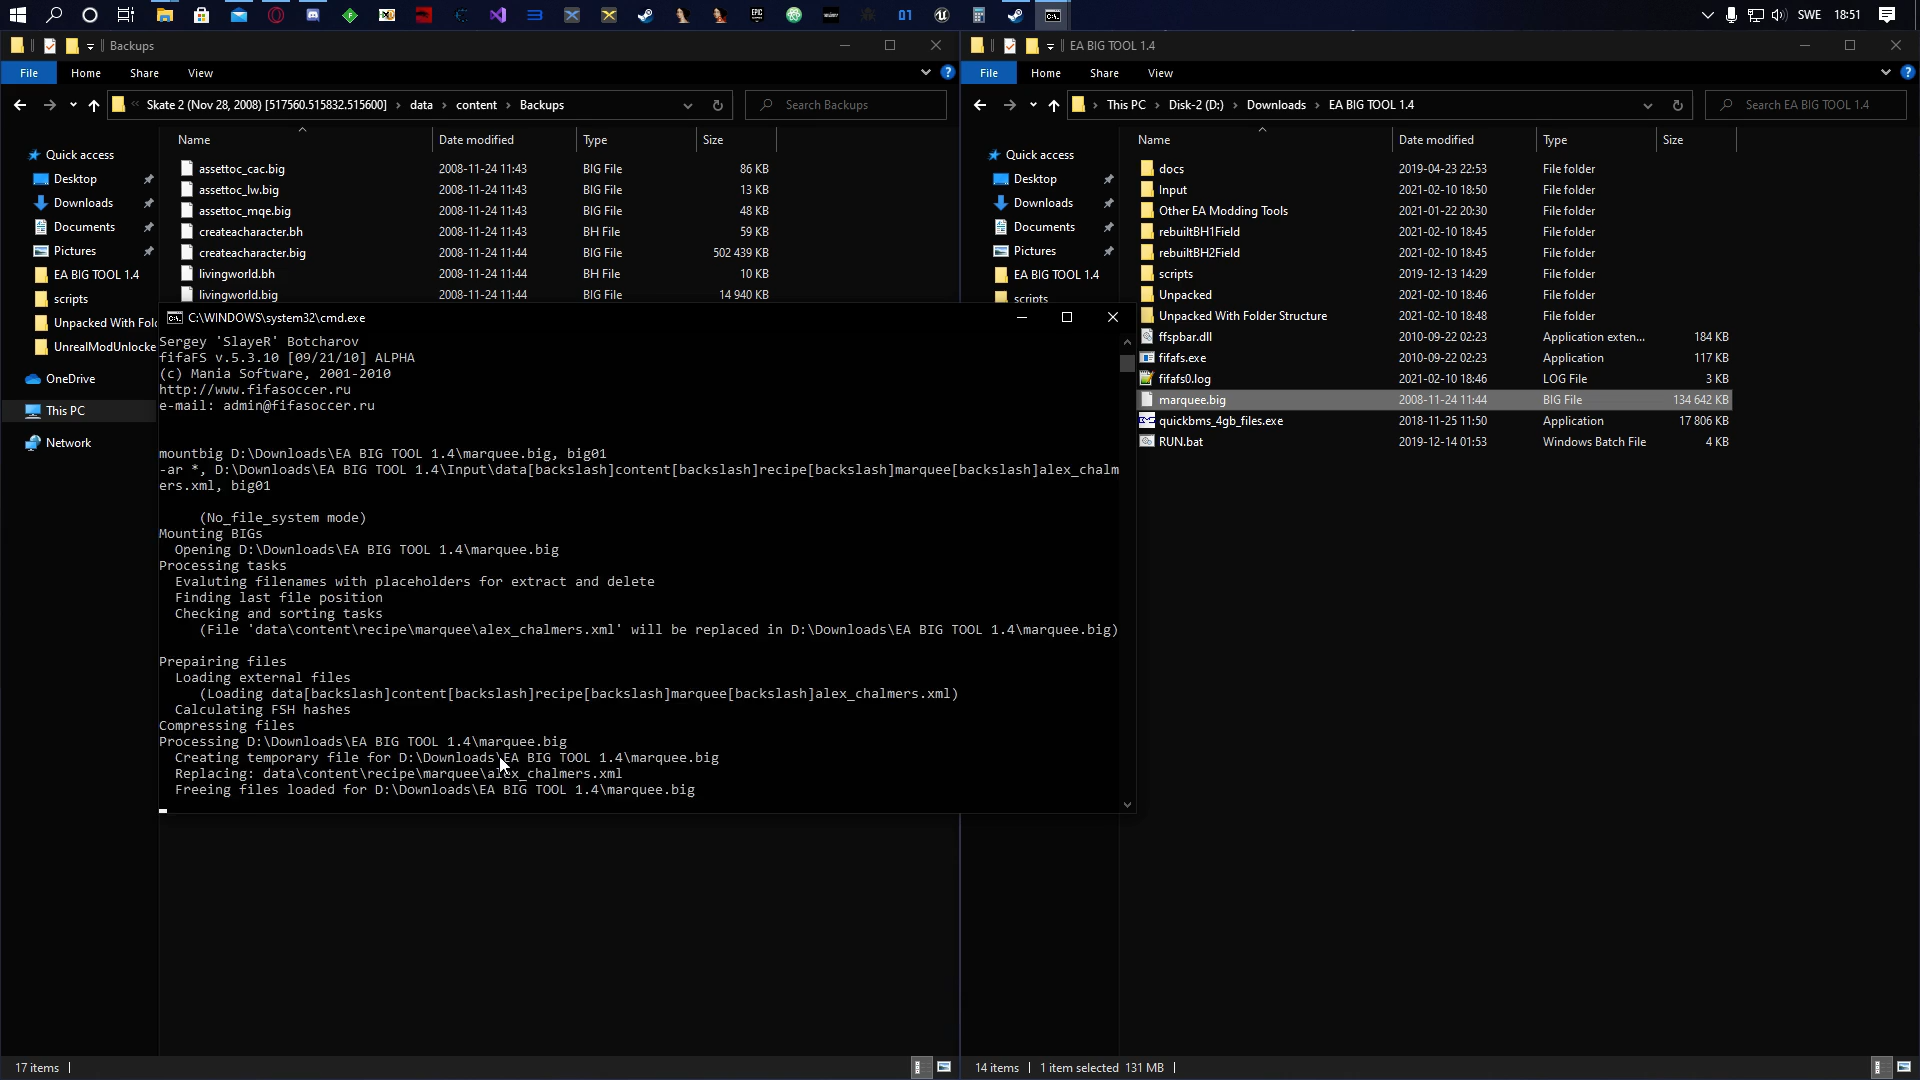 SWE 18:51
Backups
File Home Share View
Skate 2 (Nov 28, 2008) [517560.515832.515600] › data › content › Backups
Search Backups
Name Date modified Type Size
Quick access
Desktop
Downloads
Documents
Pictures
EA BIG TOOL 1.4
scripts
Unpacked With Fol
UnrealModUnlocke
OneDrive
This PC
Network
assettoc_cac.big 2008-11-24 11:43 BIG File 86 KB
assettoc_lw.big 2008-11-24 11:43 BIG File 13 KB
assettoc_mqe.big 2008-11-24 11:43 BIG File 48 KB
createacharacter.bh 2008-11-24 11:43 BH File 59 KB
createacharacter.big 2008-11-24 11:44 BIG File 502 439 KB
livingworld.bh 2008-11-24 11:44 BH File 10 KB
livingworld.big 2008-11-24 11:44 BIG File 14 940 KB
C:\WINDOWS\system32\cmd.exe
Sergey 'SlayeR' Botcharov
fifaFS v.5.3.10 [09/21/10] ALPHA
(c) Mania Software, 2001-2010
http://www.fifasoccer.ru
e-mail: admin@fifasoccer.ru
mountbig D:\Downloads\EA BIG TOOL 1.4\marquee.big, big01
-ar *, D:\Downloads\EA BIG TOOL 1.4\Input\data[backslash]content[backslash]recipe[backslash]marquee[backslash]alex_chalm
ers.xml, big01
(No_file_system mode)
Mounting BIGs
Opening D:\Downloads\EA BIG TOOL 1.4\marquee.big
Processing tasks
Evaluting filenames with placeholders for extract and delete
Finding last file position
Checking and sorting tasks
(File 'data\content\recipe\marquee\alex_chalmers.xml' will be replaced in D:\Downloads\EA BIG TOOL 1.4\marquee.big)
Prepairing files
Loading external files
(Loading data[backslash]content[backslash]recipe[backslash]marquee[backslash]alex_chalmers.xml)
Calculating FSH hashes
Compressing files
Processing D:\Downloads\EA BIG TOOL 1.4\marquee.big
Creating temporary file for D:\Downloads\EA BIG TOOL 1.4\marquee.big
Replacing: data\content\recipe\marquee\alex_chalmers.xml
Freeing files loaded for D:\Downloads\EA BIG TOOL 1.4\marquee.big
17 items
EA BIG TOOL 1.4
File Home Share View
This PC › Disk-2 (D:) › Downloads › EA BIG TOOL 1.4
Search EA BIG TOOL 1.4
Name Date modified Type Size
Quick access
Desktop
Downloads
Documents
Pictures
EA BIG TOOL 1.4
scripts
docs 2019-04-23 22:53 File folder
Input 2021-02-10 18:50 File folder
Other EA Modding Tools 2021-01-22 20:30 File folder
rebuiltBH1Field 2021-02-10 18:45 File folder
rebuiltBH2Field 2021-02-10 18:45 File folder
scripts 2019-12-13 14:29 File folder
Unpacked 2021-02-10 18:46 File folder
Unpacked With Folder Structure 2021-02-10 18:48 File folder
ffspbar.dll 2010-09-22 02:23 Application exten... 184 KB
fifafs.exe 2010-09-22 02:23 Application 117 KB
fifafs0.log 2021-02-10 18:46 LOG File 3 KB
marquee.big 2008-11-24 11:44 BIG File 134 642 KB
quickbms_4gb_files.exe 2018-11-25 11:50 Application 17 806 KB
RUN.bat 2019-12-14 01:53 Windows Batch File 4 KB
14 items 1 item selected 131 MB